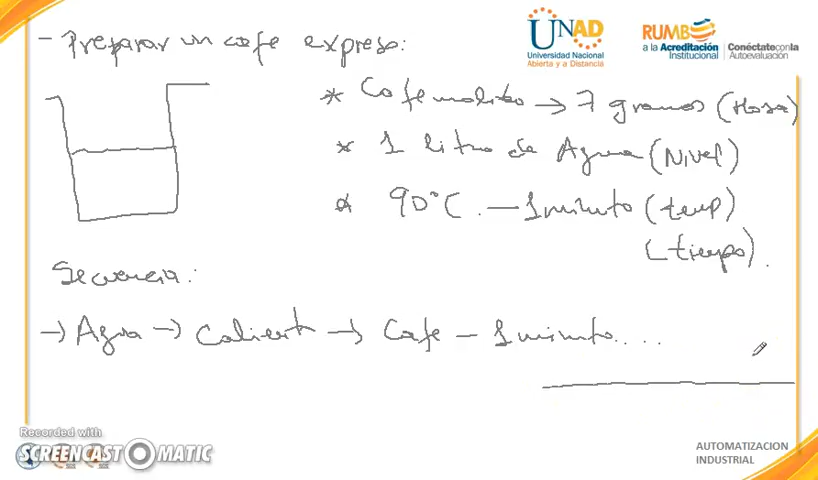 - Preparar un cafe expreso:
UNAD
Universidad Nacional
Abierta y a Distancia
RUMBO
a la Acreditación
Institucional
Conéctate con la
Autoevaluación
* Cafe molido → 7 gramos (Masa)
* 1 litro de Agua (Nivel)
* 90°C. - 1 minuto (temp)
(tiempo).
Secuencia:
→ Agua → Calient → Cafe - 1 minuto....
Recorded with
SCREENCAST-O-MATIC
AUTOMATIZACION
INDUSTRIAL